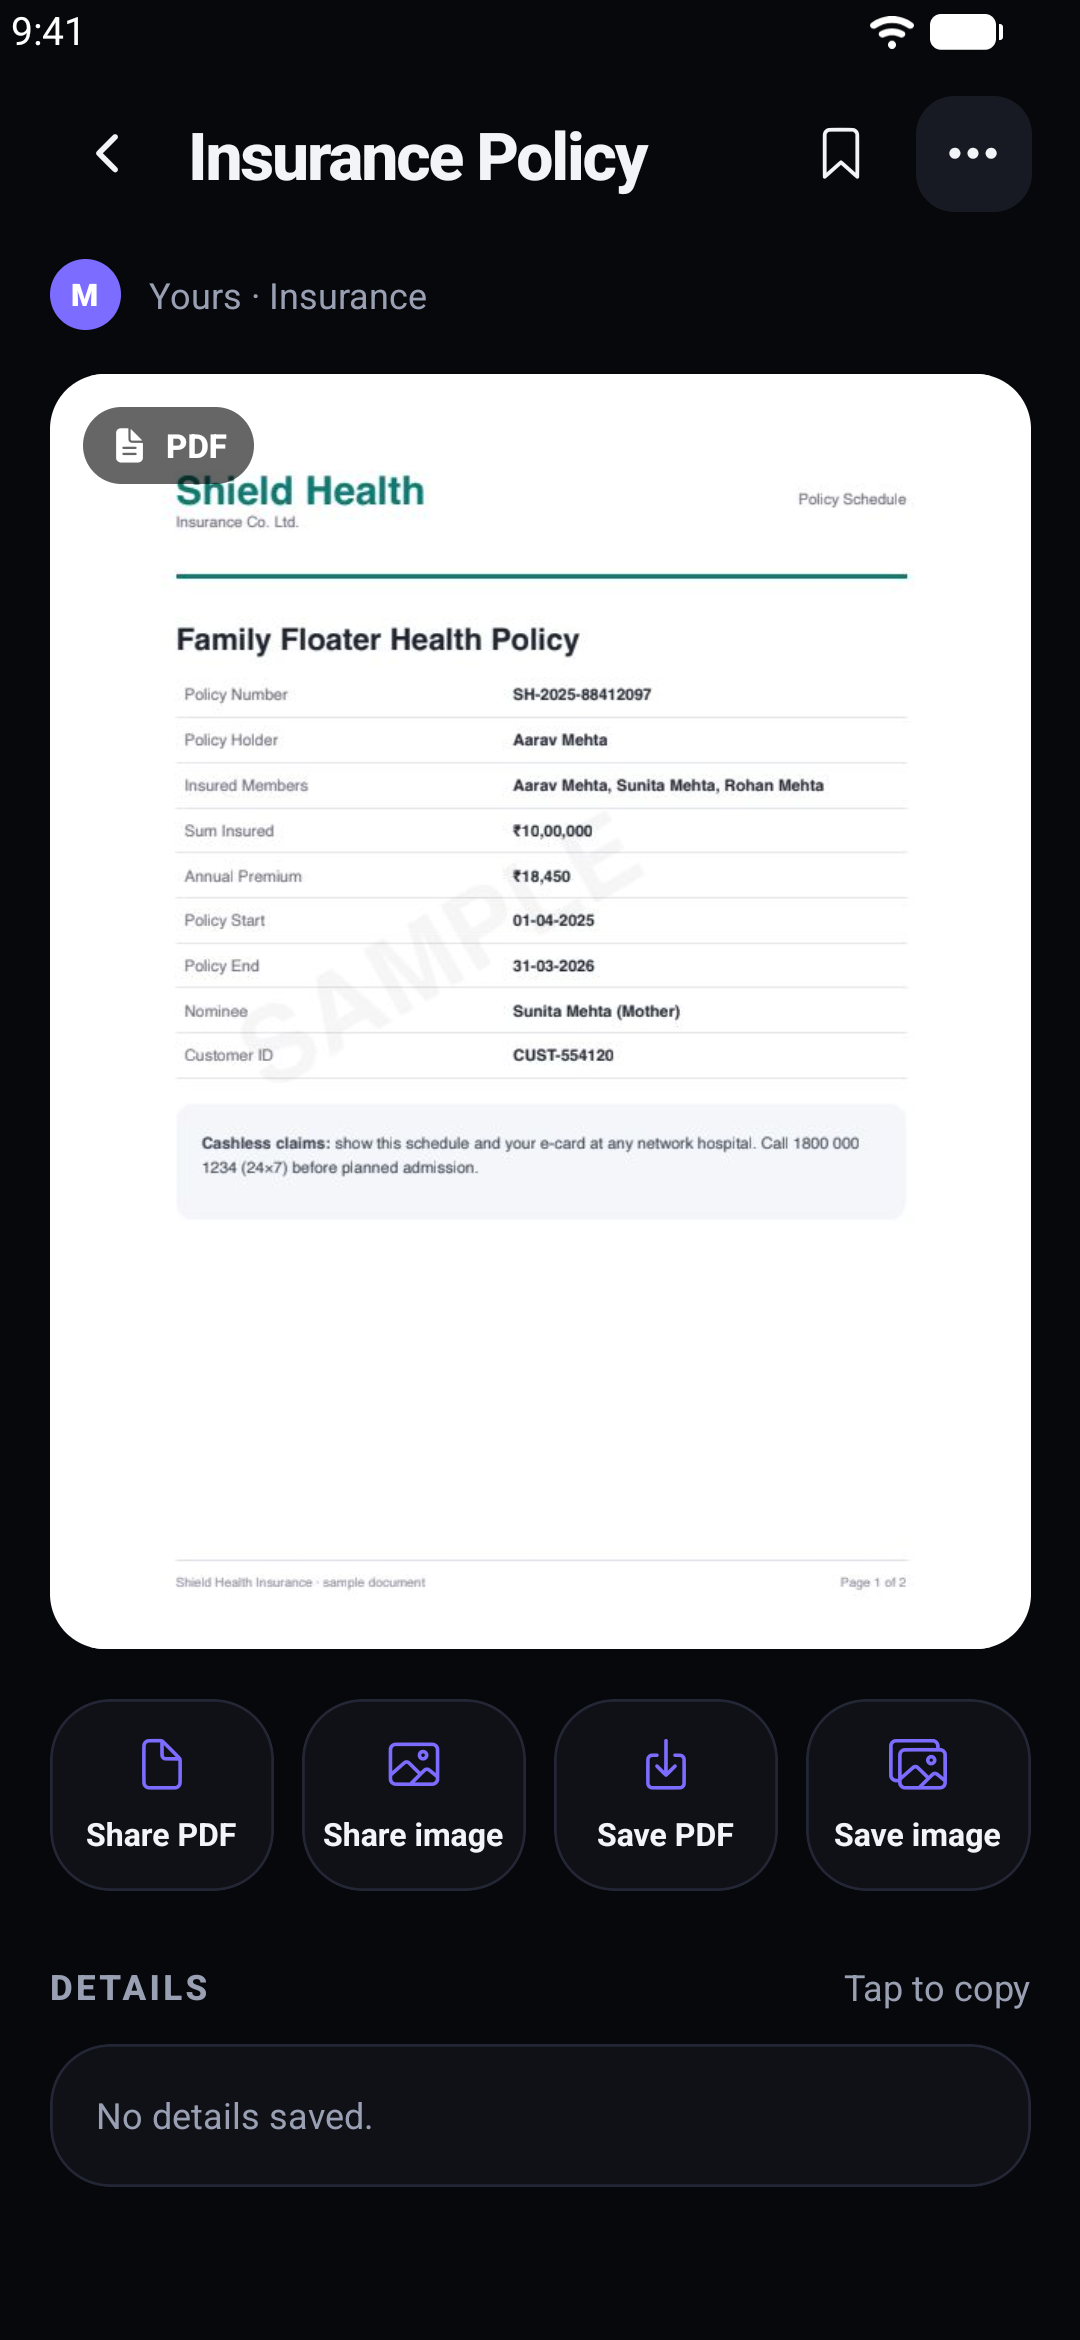 9:41
Insurance Policy
M
Yours · Insurance
PDF
Shield Health
Policy Schedule
Insurance Co. Ltd.
Family Floater Health Policy
Policy Number SH-2025-88412097
Policy Holder Aarav Mehta
Insured Members Aarav Mehta, Sunita Mehta, Rohan Mehta
Sum Insured ₹10,00,000
Annual Premium ₹18,450
Policy Start 01-04-2025
Policy End 31-03-2026
Nominee Sunita Mehta (Mother)
Customer ID CUST-554120
SAMPLE
Cashless claims: show this schedule and your e-card at any network hospital. Call 1800 000
1234 (24×7) before planned admission.
Shield Health Insurance · sample document Page 1 of 2
Share PDF
Share image
Save PDF
Save image
DETAILS
Tap to copy
No details saved.